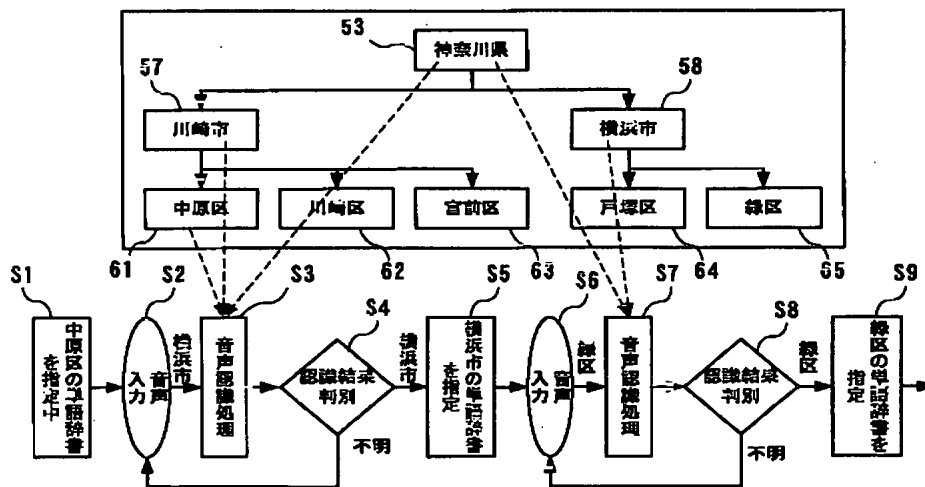 53
神奈川県
57
58
川崎市
横浜市
中原区
川崎区
宮前区
戸塚区
緑区
61
62
63
64
65
S1
S2
S3
S4
S5
S6
S7
S8
S9
中原区の単語辞書
を指定中
音声
入力
横浜市
音声認識処理
認識結果
判別
横浜市
不明
横浜市の単語辞書
を指定
音声
入力
緑区
音声認識処理
認識結果
判別
緑区
不明
緑区の単語辞書を
指定